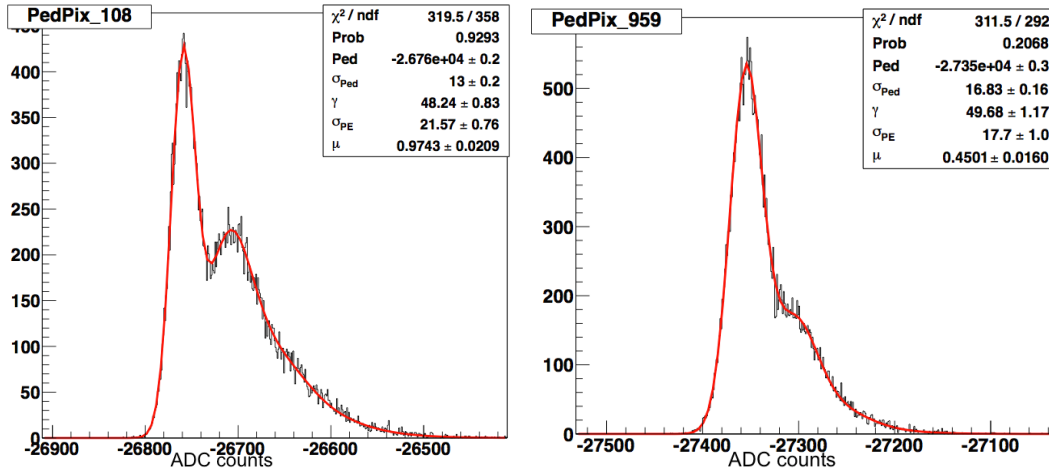 PedPix_108
χ² / ndf 319.5 / 358
Prob 0.9293
Ped -2.676e+04 ± 0.2
σPed 13 ± 0.2
γ 48.24 ± 0.83
σPE 21.57 ± 0.76
μ 0.9743 ± 0.0209
400
350
300
250
200
150
100
50
0
-26900 -26800 -26700 -26600 -26500
ADC counts
PedPix_959
χ² / ndf 311.5 / 292
Prob 0.2068
Ped -2.735e+04 ± 0.3
σPed 16.83 ± 0.16
γ 49.68 ± 1.17
σPE 17.7 ± 1.0
μ 0.4501 ± 0.0160
500
400
300
200
100
0
-27500 -27400 -27300 -27200 -27100
ADC counts